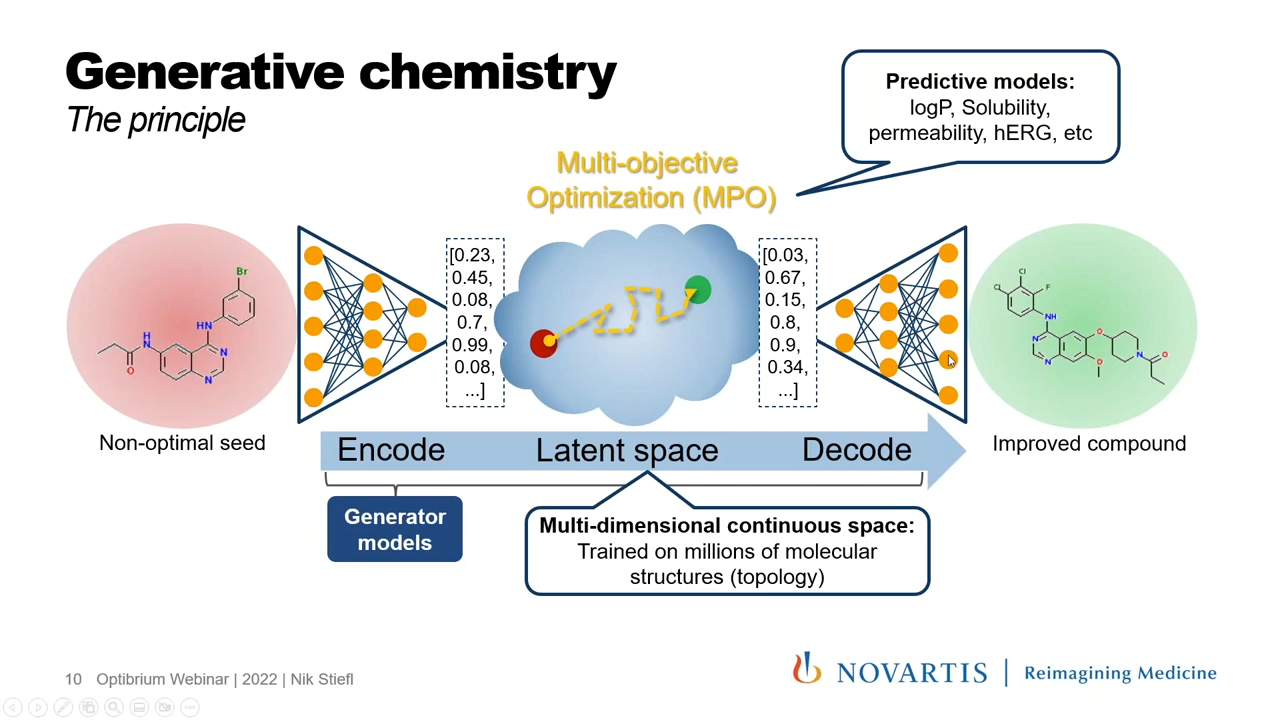 Generative chemistry
The principle
Predictive models:
logP, Solubility,
permeability, hERG, etc
Multi-objective
Optimization (MPO)
Br
HN
H
N
O
N
N
Non-optimal seed
[0.23,
0.45,
0.08,
0.7,
0.99,
0.08,
...]
[0.03,
0.67,
0.15,
0.8,
0.9,
0.34,
...]
Cl
Cl
F
NH
N
N
O
O
N
O
Improved compound
Encode
Latent space
Decode
Generator
models
Multi-dimensional continuous space:
Trained on millions of molecular
structures (topology)
10 Optibrium Webinar | 2022 | Nik Stiefl
NOVARTIS | Reimagining Medicine